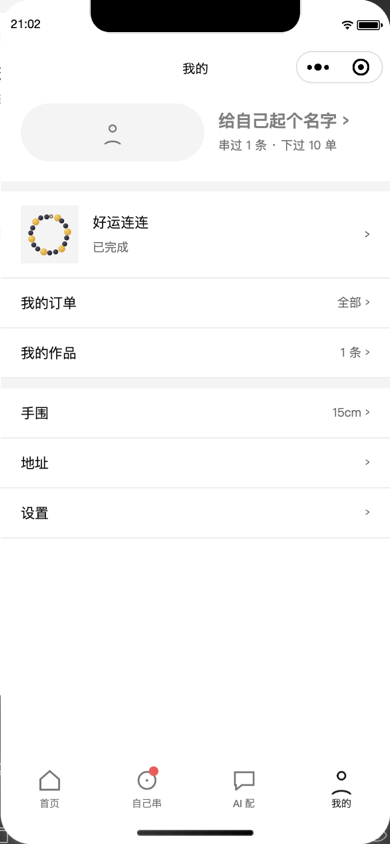 21:02
我的
给自己起个名字
串过 1 条 · 下过 10 单
好运连连
已完成
我的订单 全部
我的作品 1 条
手围 15cm
地址
设置
首页 自己串 AI 配 我的